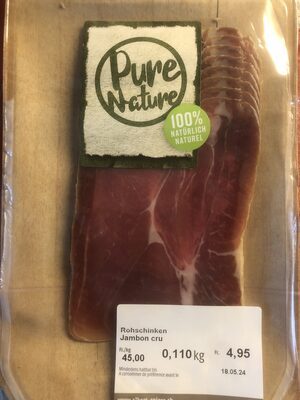 Pure
Nature
100%
NATÜRLICH
NATUREL
Rohschinken
Jambon cru
Fr./kg
45,00
0,110 kg
Fr. 4,95
Mindestens haltbar bis
A consommer de préférence avant le
18.05.24